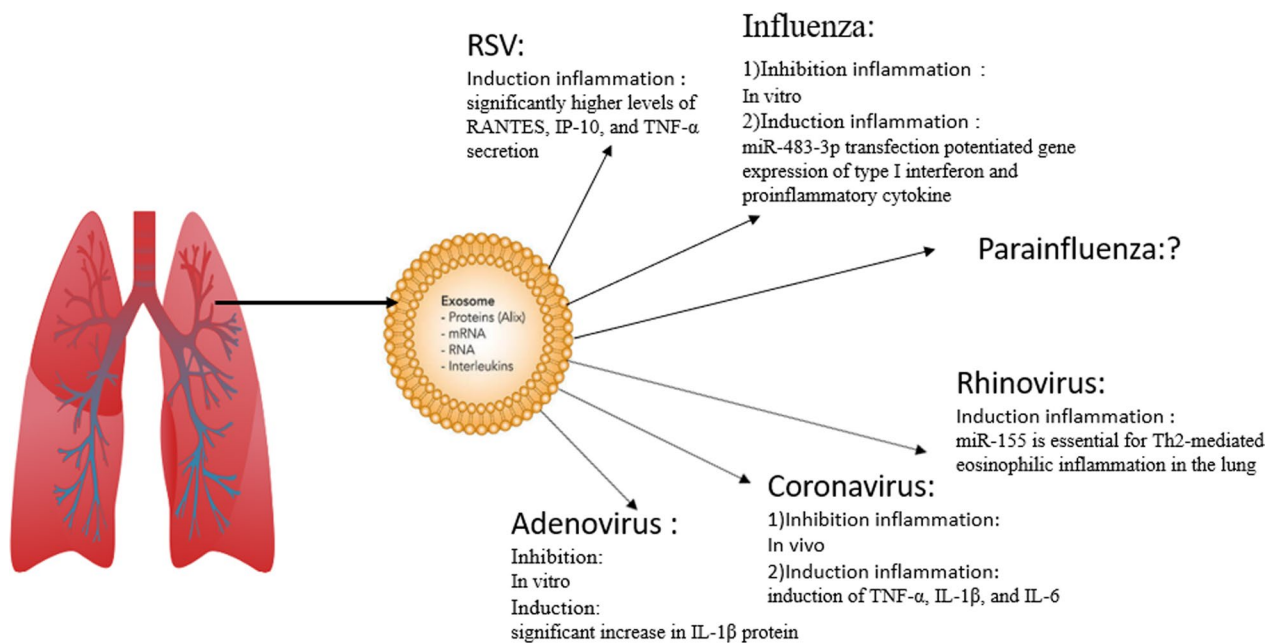 RSV:
Induction inflammation :
significantly higher levels of
RANTES, IP-10, and TNF-α
secretion
Influenza:
1)Inhibition inflammation :
In vitro
2)Induction inflammation :
miR-483-3p transfection potentiated gene
expression of type I interferon and
proinflammatory cytokine
Parainfluenza:?
Exosome
- Proteins (Alix)
- mRNA
- RNA
- Interleukins
Rhinovirus:
Induction inflammation :
miR-155 is essential for Th2-mediated
eosinophilic inflammation in the lung
Coronavirus:
1)Inhibition inflammation:
In vivo
2)Induction inflammation:
induction of TNF-α, IL-1β, and IL-6
Adenovirus :
Inhibition:
In vitro
Induction:
significant increase in IL-1β protein